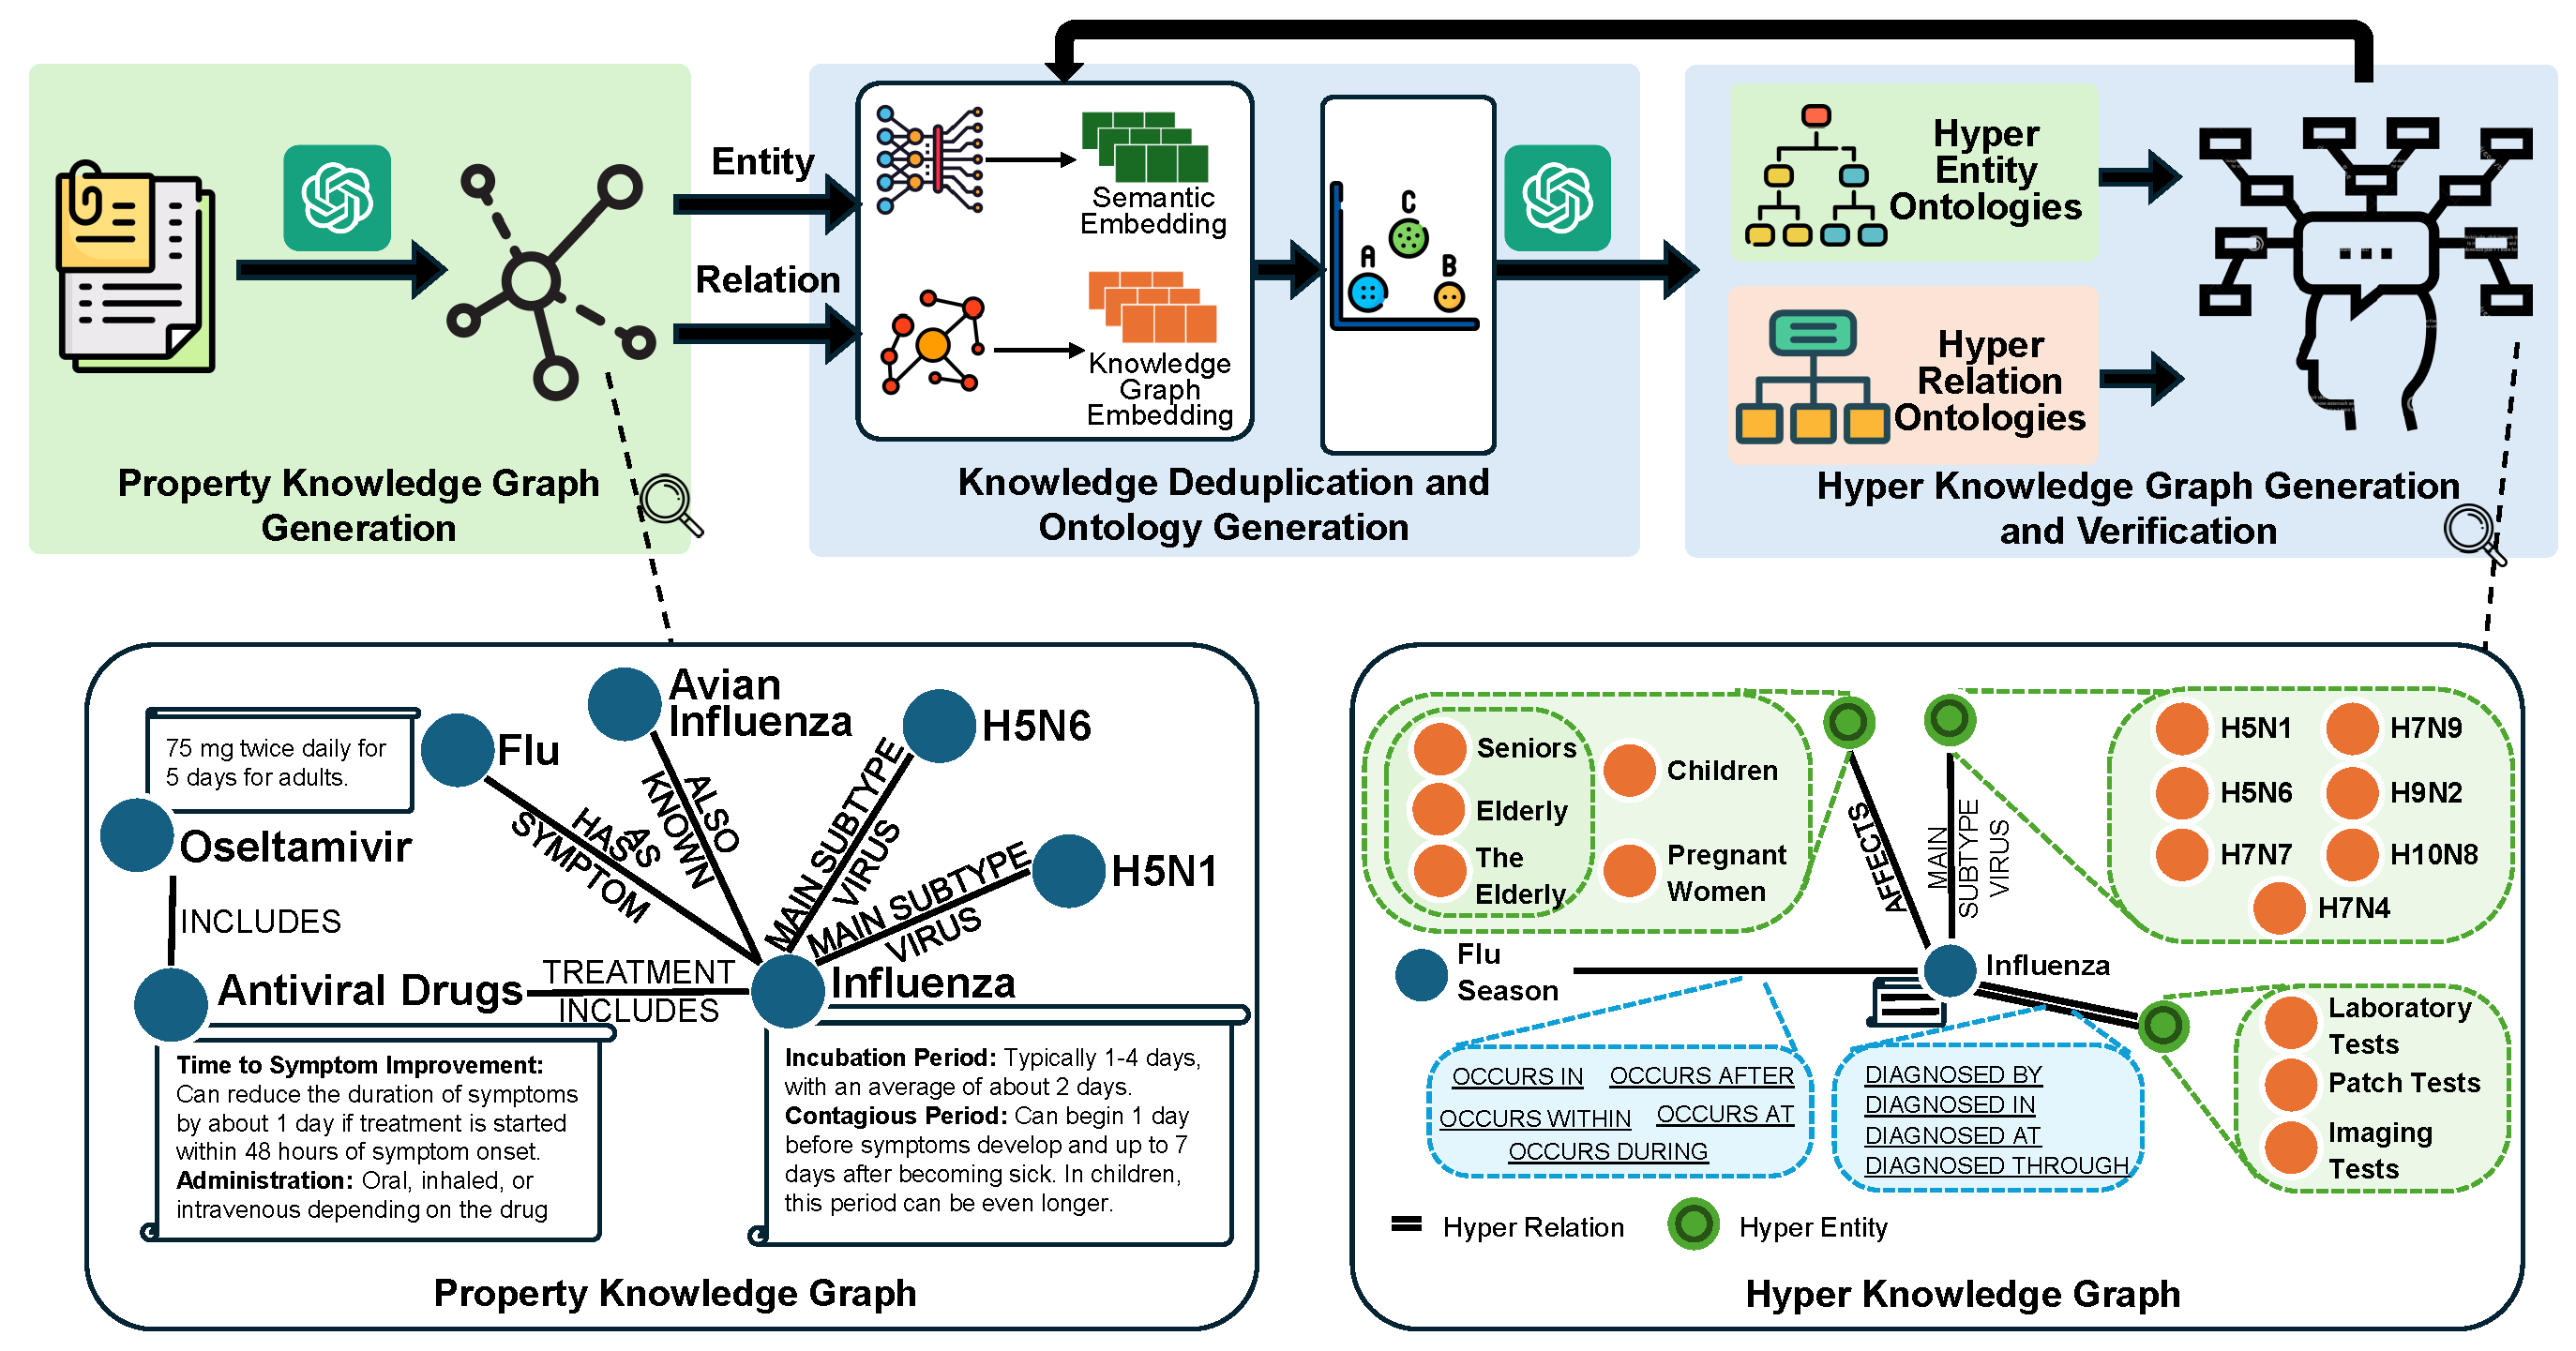 Entity
Relation
Semantic
Embedding
Knowledge
Graph
Embedding
A
B
C
Hyper
Entity
Ontologies
Hyper
Relation
Ontologies
Property Knowledge Graph
Generation
Knowledge Deduplication and
Ontology Generation
Hyper Knowledge Graph Generation
and Verification
75 mg twice daily for
5 days for adults.
Flu
Avian
Influenza
H5N6
H5N1
Oseltamivir
INCLUDES
HAS
SYMPTOM
ALSO
KNOWN
AS
MAIN SUBTYPE
VIRUS
MAIN SUBTYPE
VIRUS
Antiviral Drugs
TREATMENT
INCLUDES
Influenza
Time to Symptom Improvement:
Can reduce the duration of symptoms
by about 1 day if treatment is started
within 48 hours of symptom onset.
Administration: Oral, inhaled, or
intravenous depending on the drug
Incubation Period: Typically 1-4 days,
with an average of about 2 days.
Contagious Period: Can begin 1 day
before symptoms develop and up to 7
days after becoming sick. In children,
this period can be even longer.
Property Knowledge Graph
Seniors
Elderly
The
Elderly
Children
Pregnant
Women
AFFECTS
MAIN
SUBTYPE
VIRUS
H5N1
H7N9
H5N6
H9N2
H7N7
H10N8
H7N4
Flu
Season
Influenza
OCCURS IN
OCCURS AFTER
OCCURS WITHIN
OCCURS AT
OCCURS DURING
DIAGNOSED BY
DIAGNOSED IN
DIAGNOSED AT
DIAGNOSED THROUGH
Laboratory
Tests
Patch Tests
Imaging
Tests
Hyper Relation
Hyper Entity
Hyper Knowledge Graph